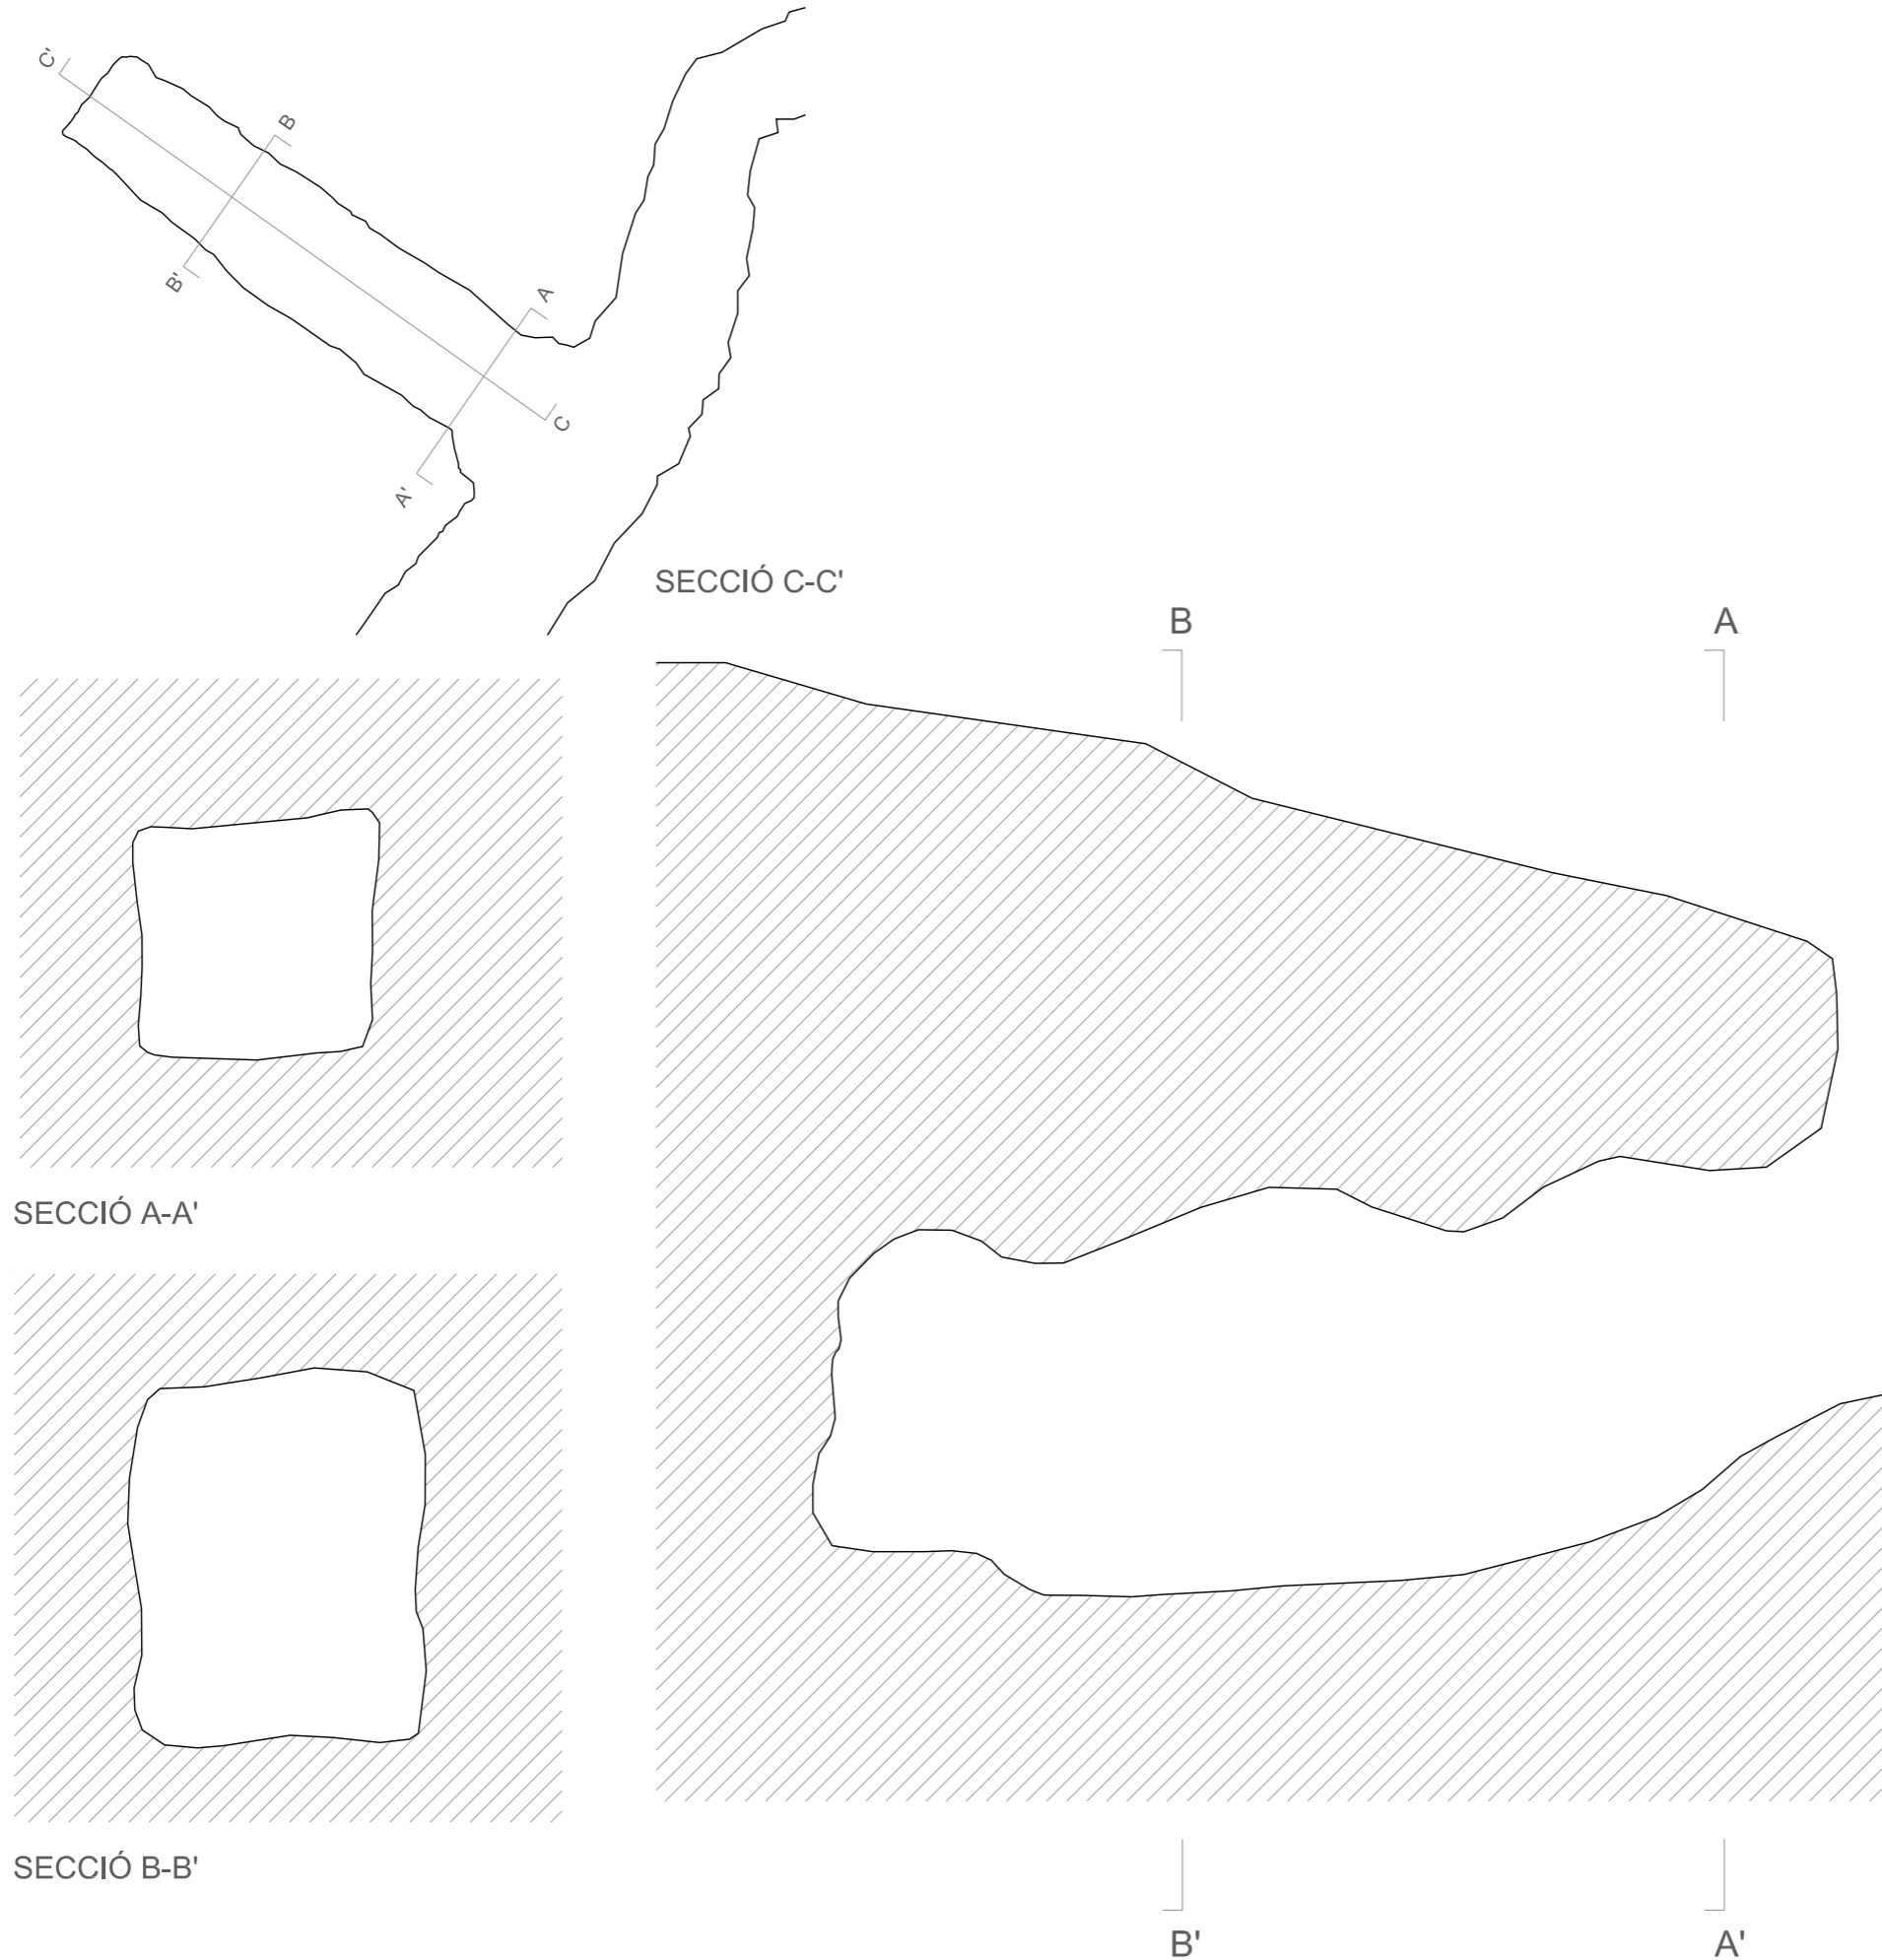 C'
B
B'
A
C
A'
SECCIÓ C-C'
B
A
SECCIÓ A-A'
SECCIÓ B-B'
B'
A'